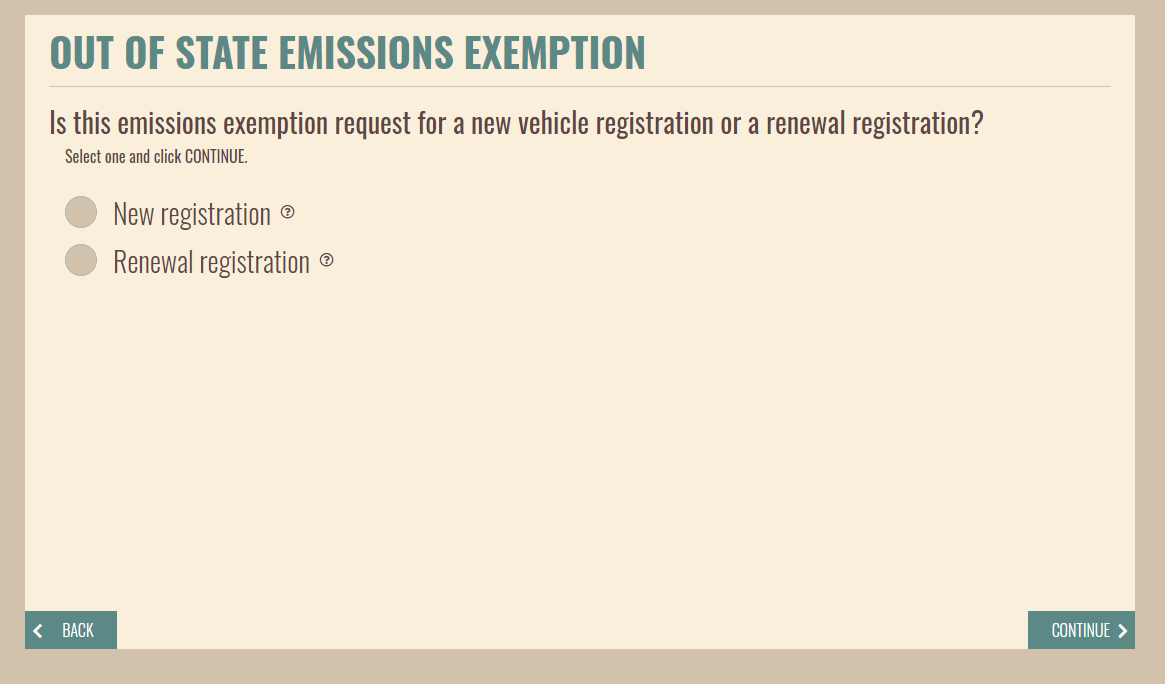 OUT OF STATE EMISSIONS EXEMPTION
Is this emissions exemption request for a new vehicle registration or a renewal registration?
Select one and click CONTINUE.
New registration ?
Renewal registration ?
BACK
CONTINUE